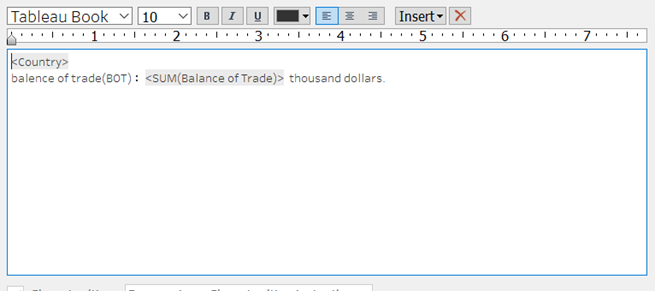 Tableau Book 10 B I U Insert
1 2 3 4 5 6 7
<Country>
balence of trade(BOT)： <SUM(Balance of Trade)> thousand dollars.